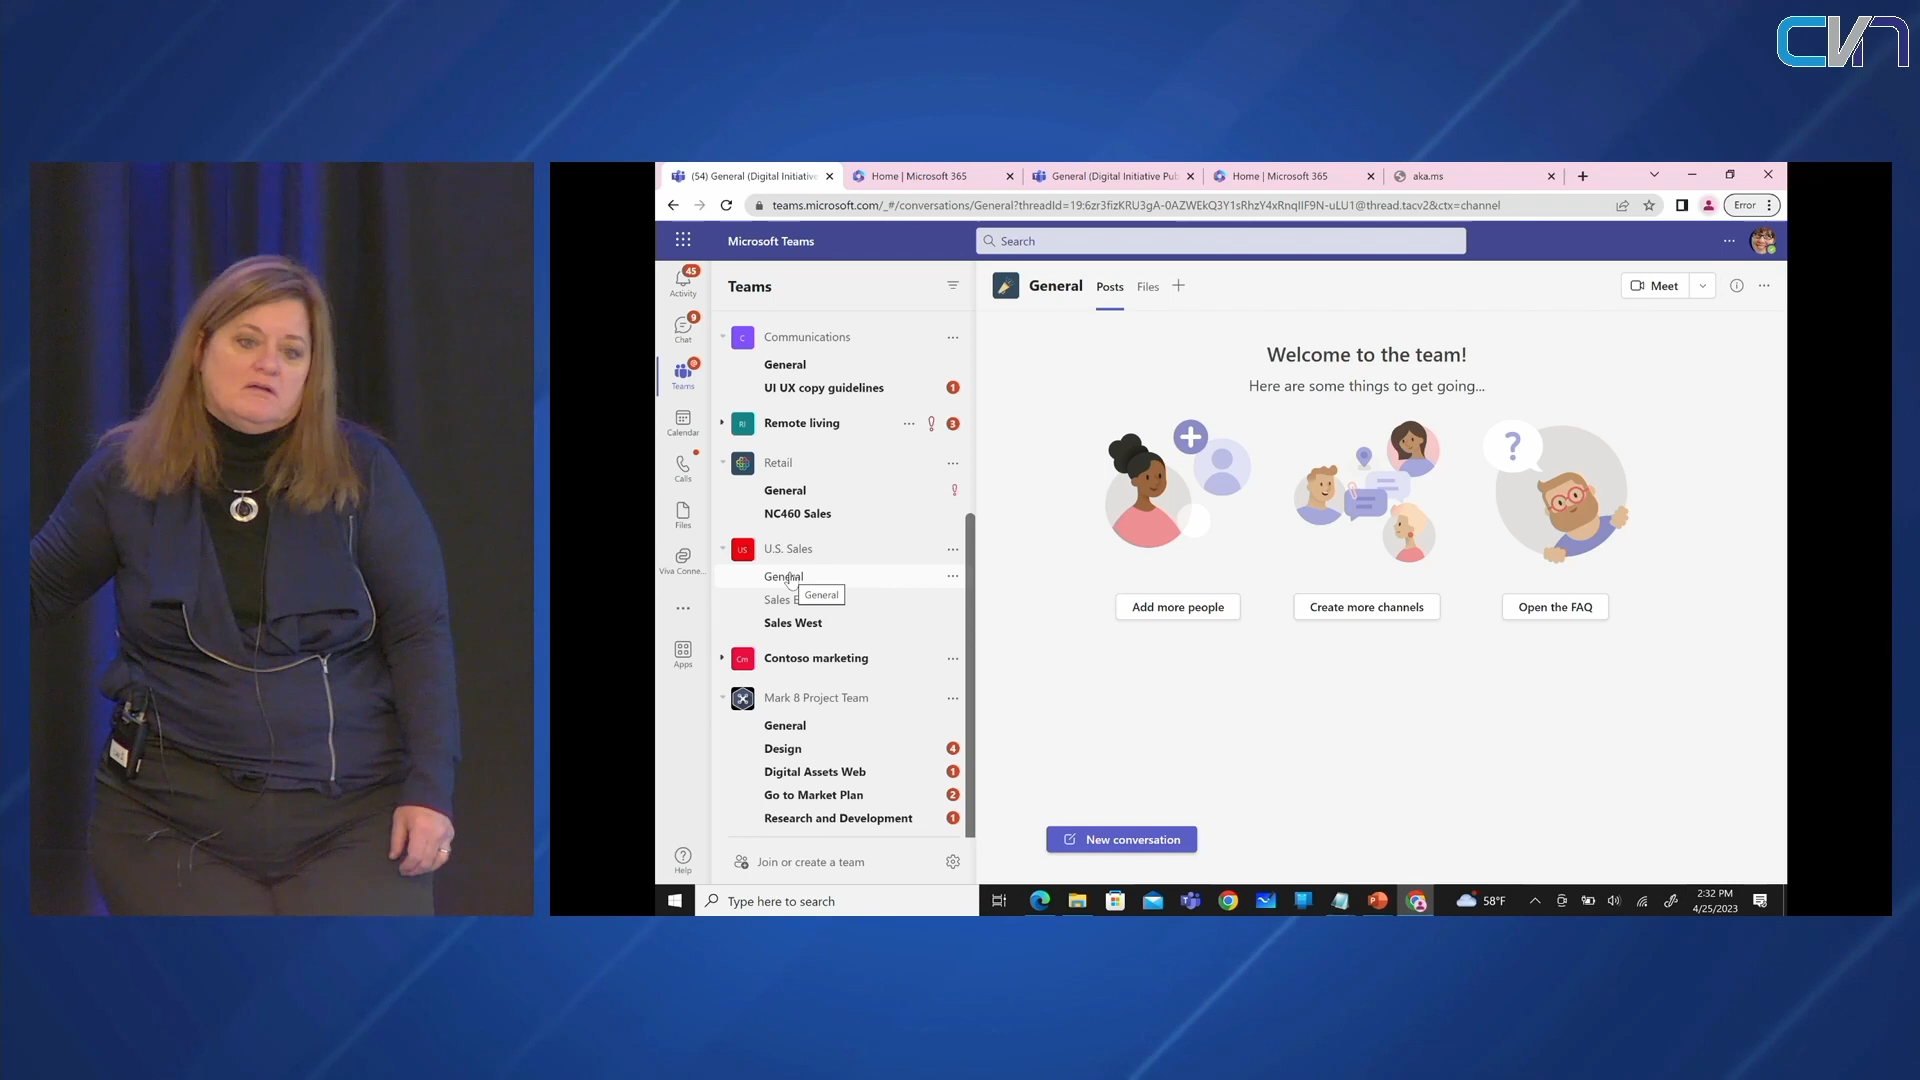 CVN
(54) General (Digital Initiative
Home | Microsoft 365
General (Digital Initiative Pub
Home | Microsoft 365
aka.ms
teams.microsoft.com/_#/conversations/General?threadId=19:6zr3fizKRU3gA-0AZWEkQ3Y1sRhzY4xRnqIIF9N-uLU1@thread.tacv2&ctx=channel
Error
Microsoft Teams
Search
45
Activity
9
Chat
@
Teams
Calendar
Calls
Files
Viva Conne...
Apps
Help
Teams
C
Communications
General
UI UX copy guidelines
1
Rl
Remote living
3
Retail
General
NC460 Sales
US
U.S. Sales
General
Sales E
General
Sales West
Cm
Contoso marketing
Mark 8 Project Team
General
Design
4
Digital Assets Web
1
Go to Market Plan
2
Research and Development
1
Join or create a team
General
Posts
Files
Meet
Welcome to the team!
Here are some things to get going...
?
Add more people
Create more channels
Open the FAQ
New conversation
Type here to search
58°F
2:32 PM
4/25/2023